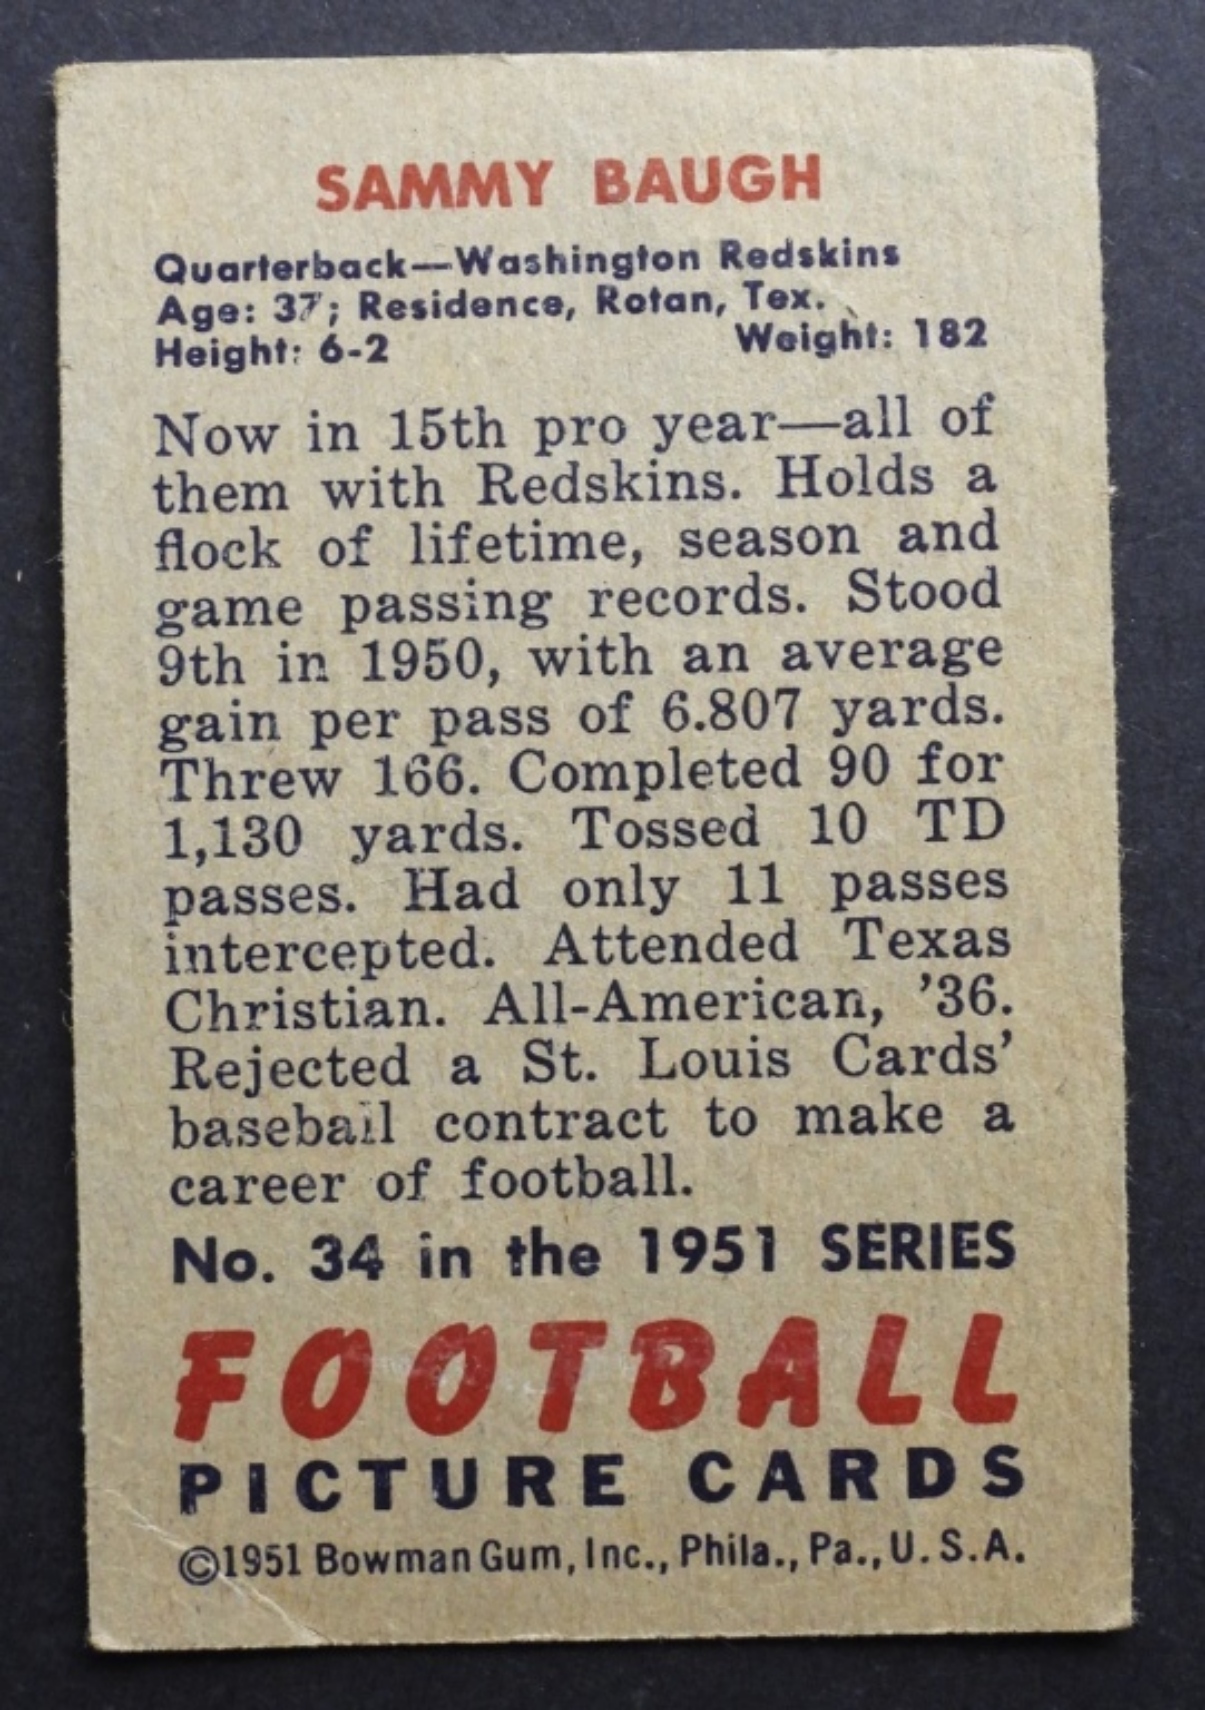 SAMMY BAUGH
Quarterback—Washington Redskins
Age: 37; Residence, Rotan, Tex.
Height: 6-2 Weight: 182
Now in 15th pro year—all of
them with Redskins. Holds a
flock of lifetime, season and
game passing records. Stood
9th in 1950, with an average
gain per pass of 6.807 yards.
Threw 166. Completed 90 for
1,130 yards. Tossed 10 TD
passes. Had only 11 passes
intercepted. Attended Texas
Christian. All-American, ’36.
Rejected a St. Louis Cards’
baseball contract to make a
career of football.
No. 34 in the 1951 SERIES
FOOTBALL
PICTURE CARDS
©1951 Bowman Gum, Inc., Phila., Pa., U.S.A.